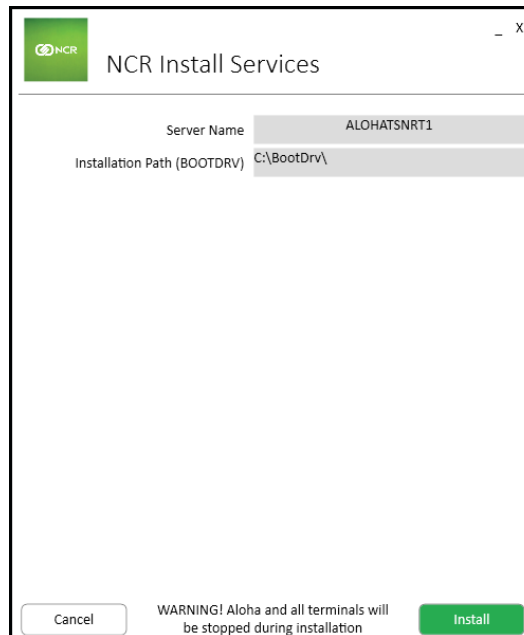 _ X
NCR
NCR Install Services
Server Name ALOHATSNRT1
Installation Path (BOOTDRV) C:\BootDrv\
Cancel
WARNING! Aloha and all terminals will
be stopped during installation
Install